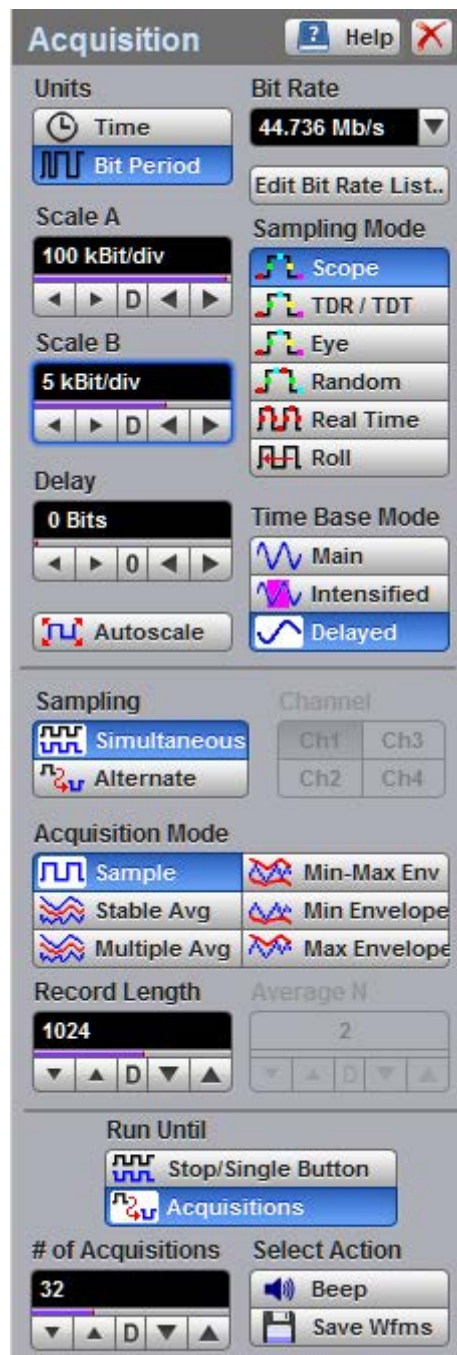 Acquisition
? Help
Units
Time
Bit Period
Bit Rate
44.736 Mb/s
Edit Bit Rate List..
Scale A
100 kBit/div
D
Scale B
5 kBit/div
D
Delay
0 Bits
0
Autoscale
Sampling Mode
Scope
TDR / TDT
Eye
Random
Real Time
Roll
Time Base Mode
Main
Intensified
Delayed
Sampling
Simultaneous
Alternate
Channel
Ch1 Ch3
Ch2 Ch4
Acquisition Mode
Sample
Stable Avg
Multiple Avg
Min-Max Env
Min Envelope
Max Envelope
Record Length
1024
D
Average N
2
D
Run Until
Stop/Single Button
Acquisitions
# of Acquisitions
32
D
Select Action
Beep
Save Wfms